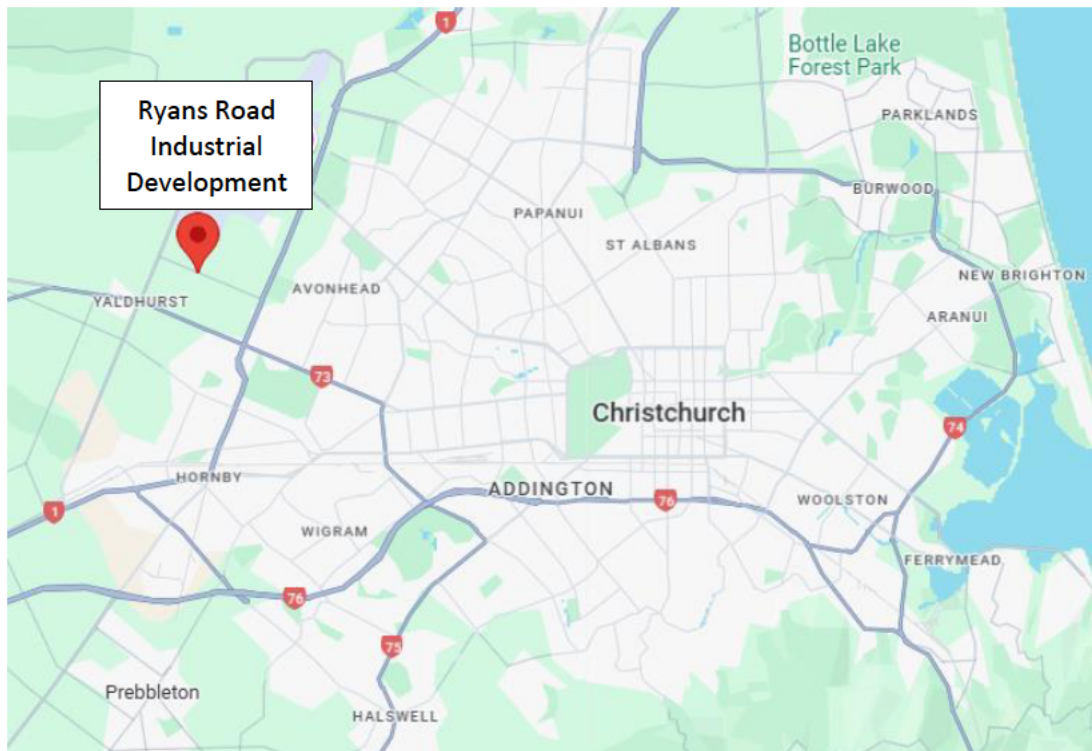 1
Bottle Lake
Forest Park
Ryans Road
Industrial
Development
PARKLANDS
BURWOOD
PAPANUI
ST ALBANS
NEW BRIGHTON
AVONHEAD
YALDHURST
ARANUI
73
Christchurch
74
HORNBY
ADDINGTON
76
WOOLSTON
1
WIGRAM
FERRYMEAD
76
75
Prebbleton
HALSWELL